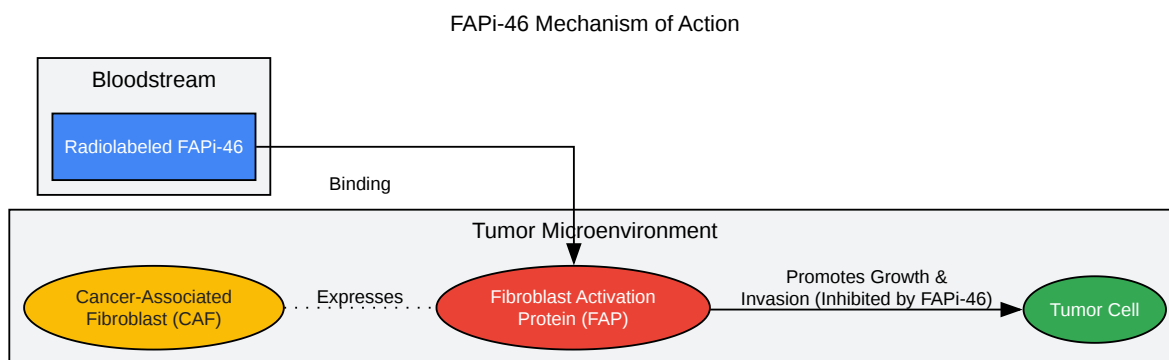 FAPi-46 Mechanism of Action
Bloodstream
Radiolabeled FAPi-46
Binding
Tumor Microenvironment
Cancer-Associated
Fibroblast (CAF)
Expresses
Fibroblast Activation
Protein (FAP)
Promotes Growth &
Invasion (Inhibited by FAPi-46)
Tumor Cell